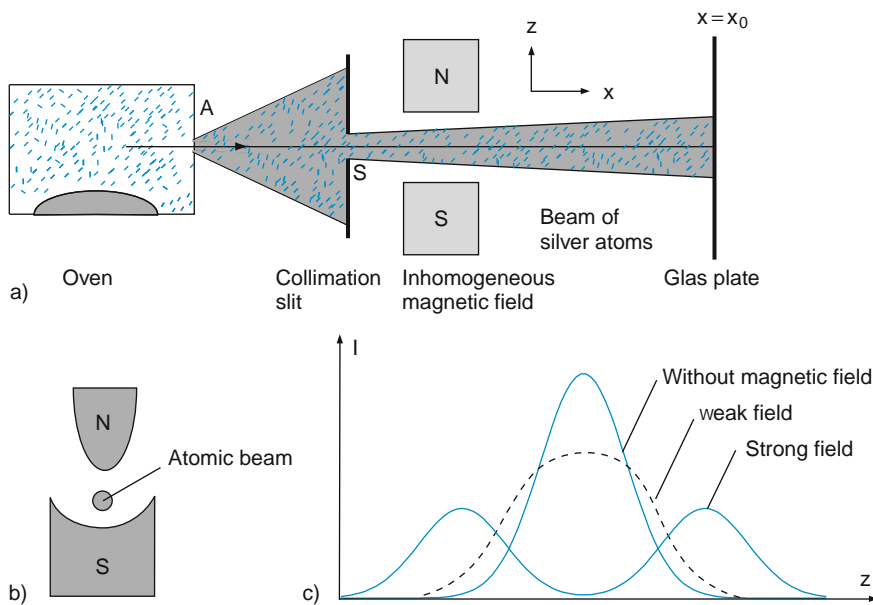 x = x₀
z
A
N
x
S
S
Beam of
silver atoms
Oven
Collimation
slit
Inhomogeneous
magnetic field
Glas plate
a)
I
Without magnetic field
weak field
Strong field
N
Atomic beam
S
b)
c)
z